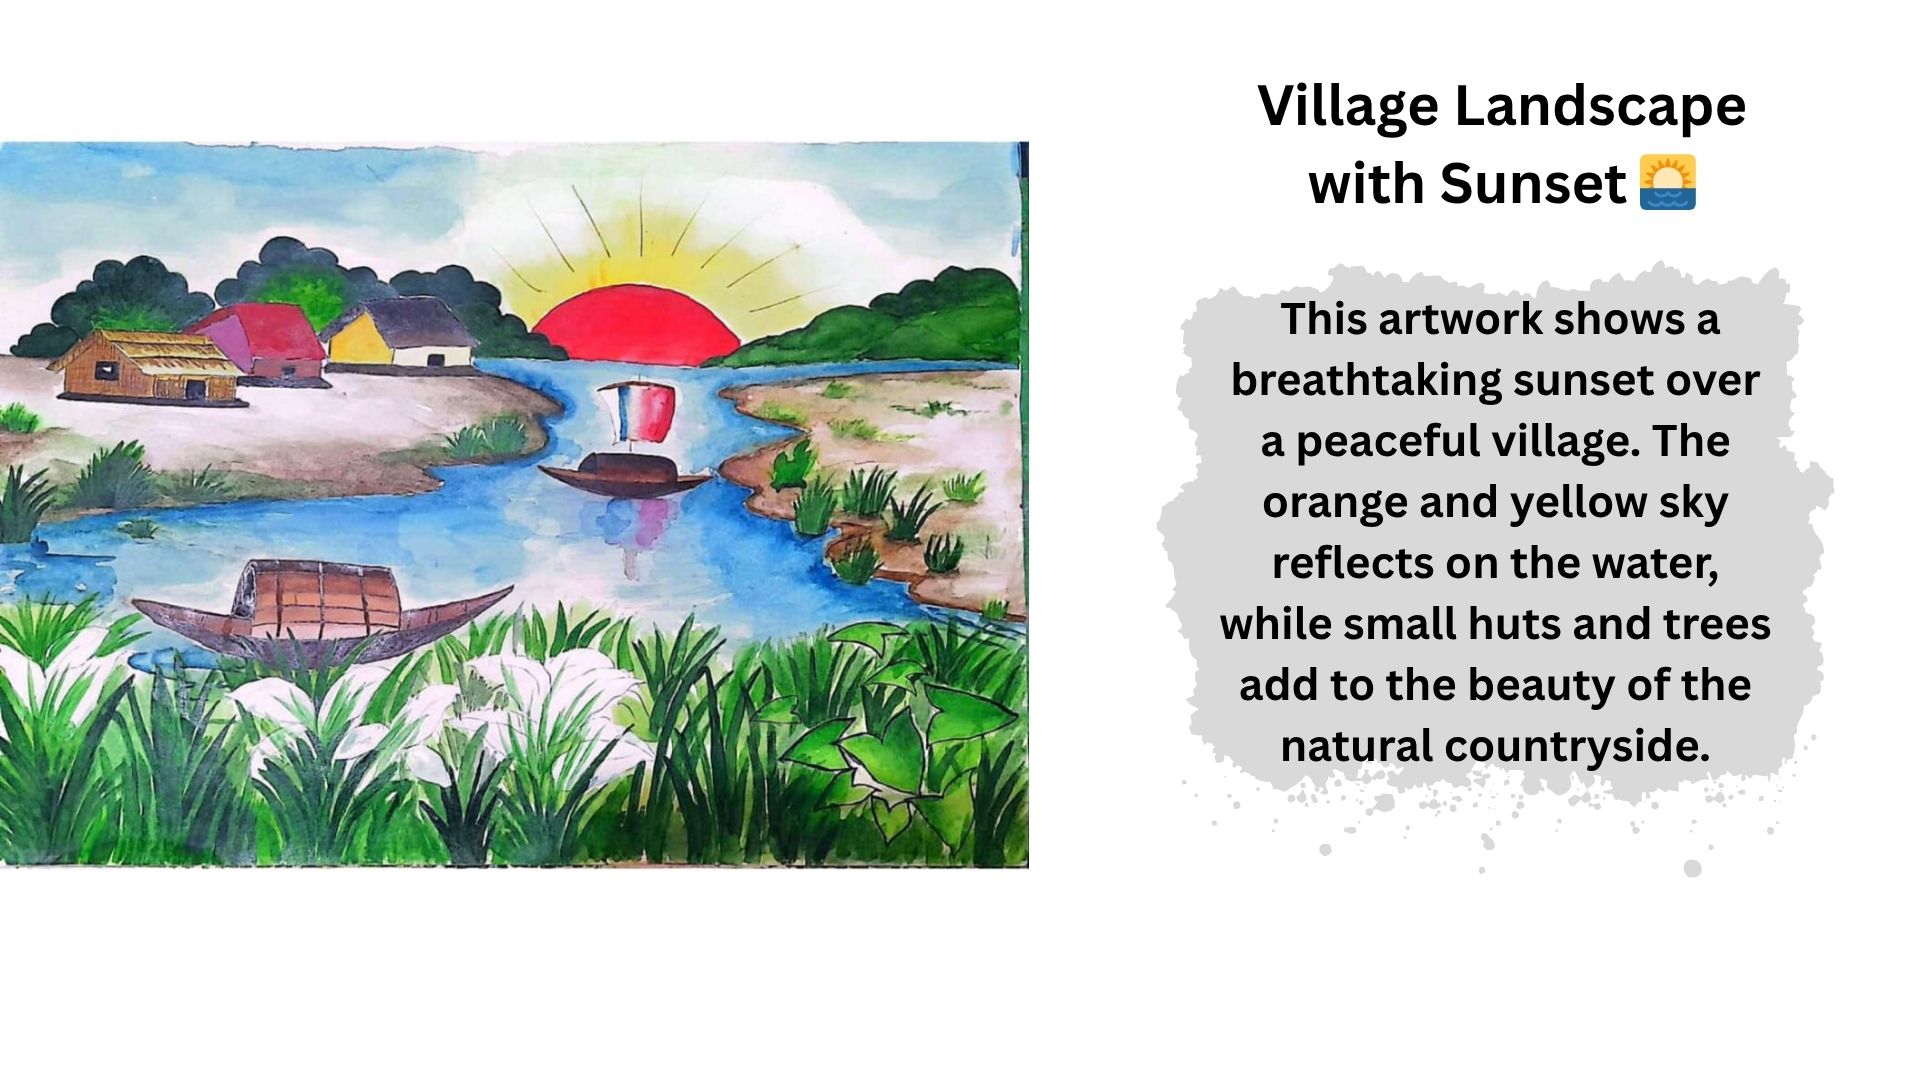 Village Landscape
with Sunset 🌅
This artwork shows a
breathtaking sunset over
a peaceful village. The
orange and yellow sky
reflects on the water,
while small huts and trees
add to the beauty of the
natural countryside.